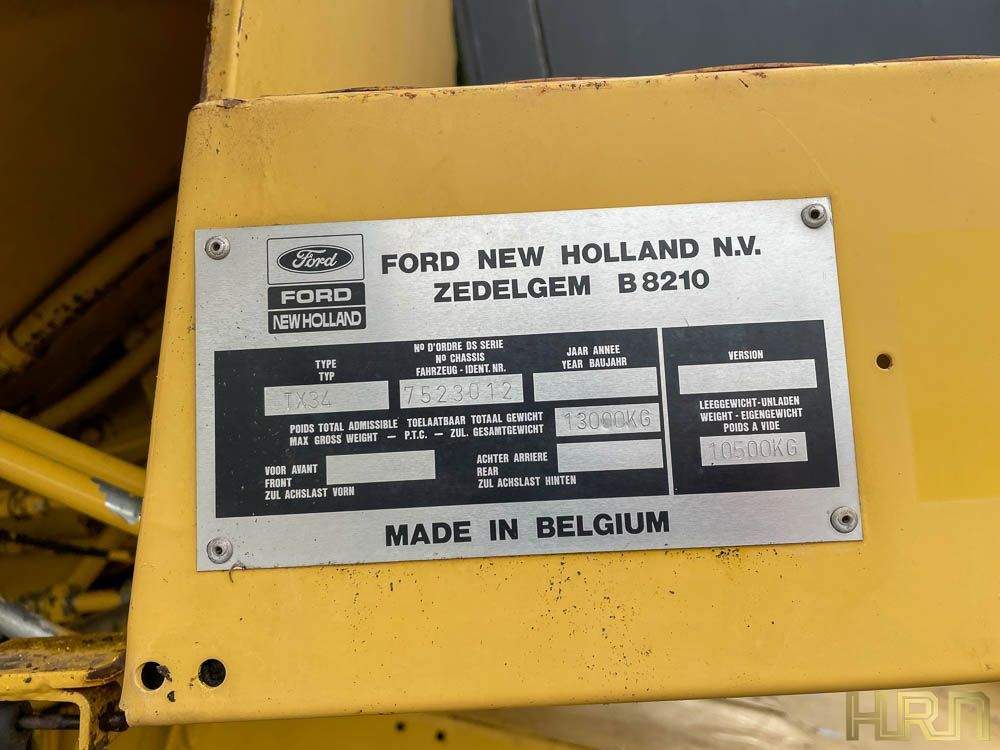 Ford
FORD
NEW HOLLAND
FORD NEW HOLLAND N.V.
ZEDELGEM B 8210
TYPE
TYP
TX34
Nº D'ORDRE DS SERIE
Nº CHASSIS
FAHRZEUG - IDENT. NR.
7523012
JAAR ANNEE
YEAR BAUJAHR
POIDS TOTAL ADMISSIBLE TOELAATBAAR TOTAAL GEWICHT
MAX GROSS WEIGHT — P.T.C. — ZUL. GESAMTGEWICHT
13000KG
VOOR AVANT
FRONT
ZUL ACHSLAST VORN
ACHTER ARRIERE
REAR
ZUL ACHSLAST HINTEN
VERSION
LEEGGEWICHT-UNLADEN
WEIGHT - EIGENGEWICHT
POIDS A VIDE
10500KG
MADE IN BELGIUM
HRN